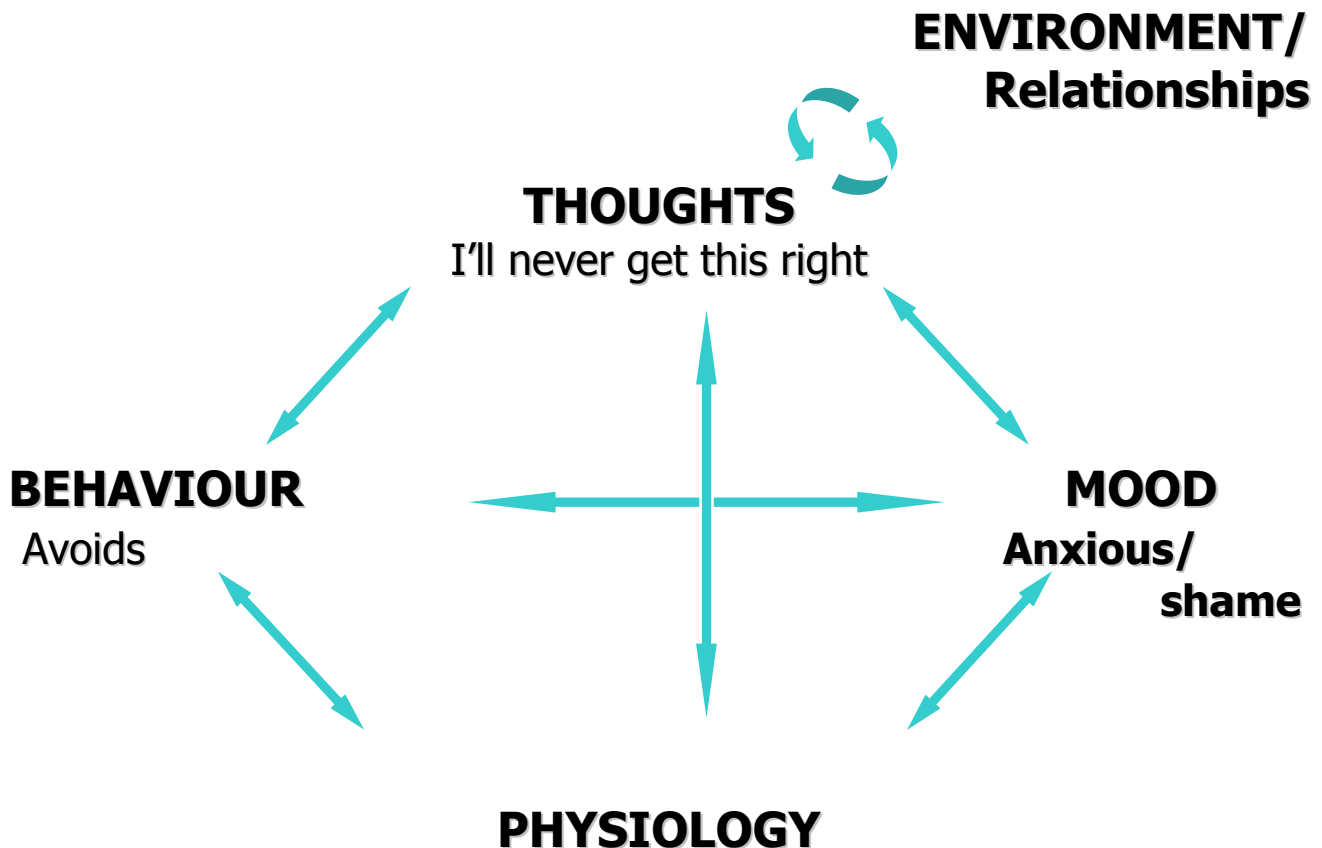 ENVIRONMENT/
Relationships
THOUGHTS
I’ll never get this right
BEHAVIOUR
Avoids
MOOD
Anxious/
shame
PHYSIOLOGY